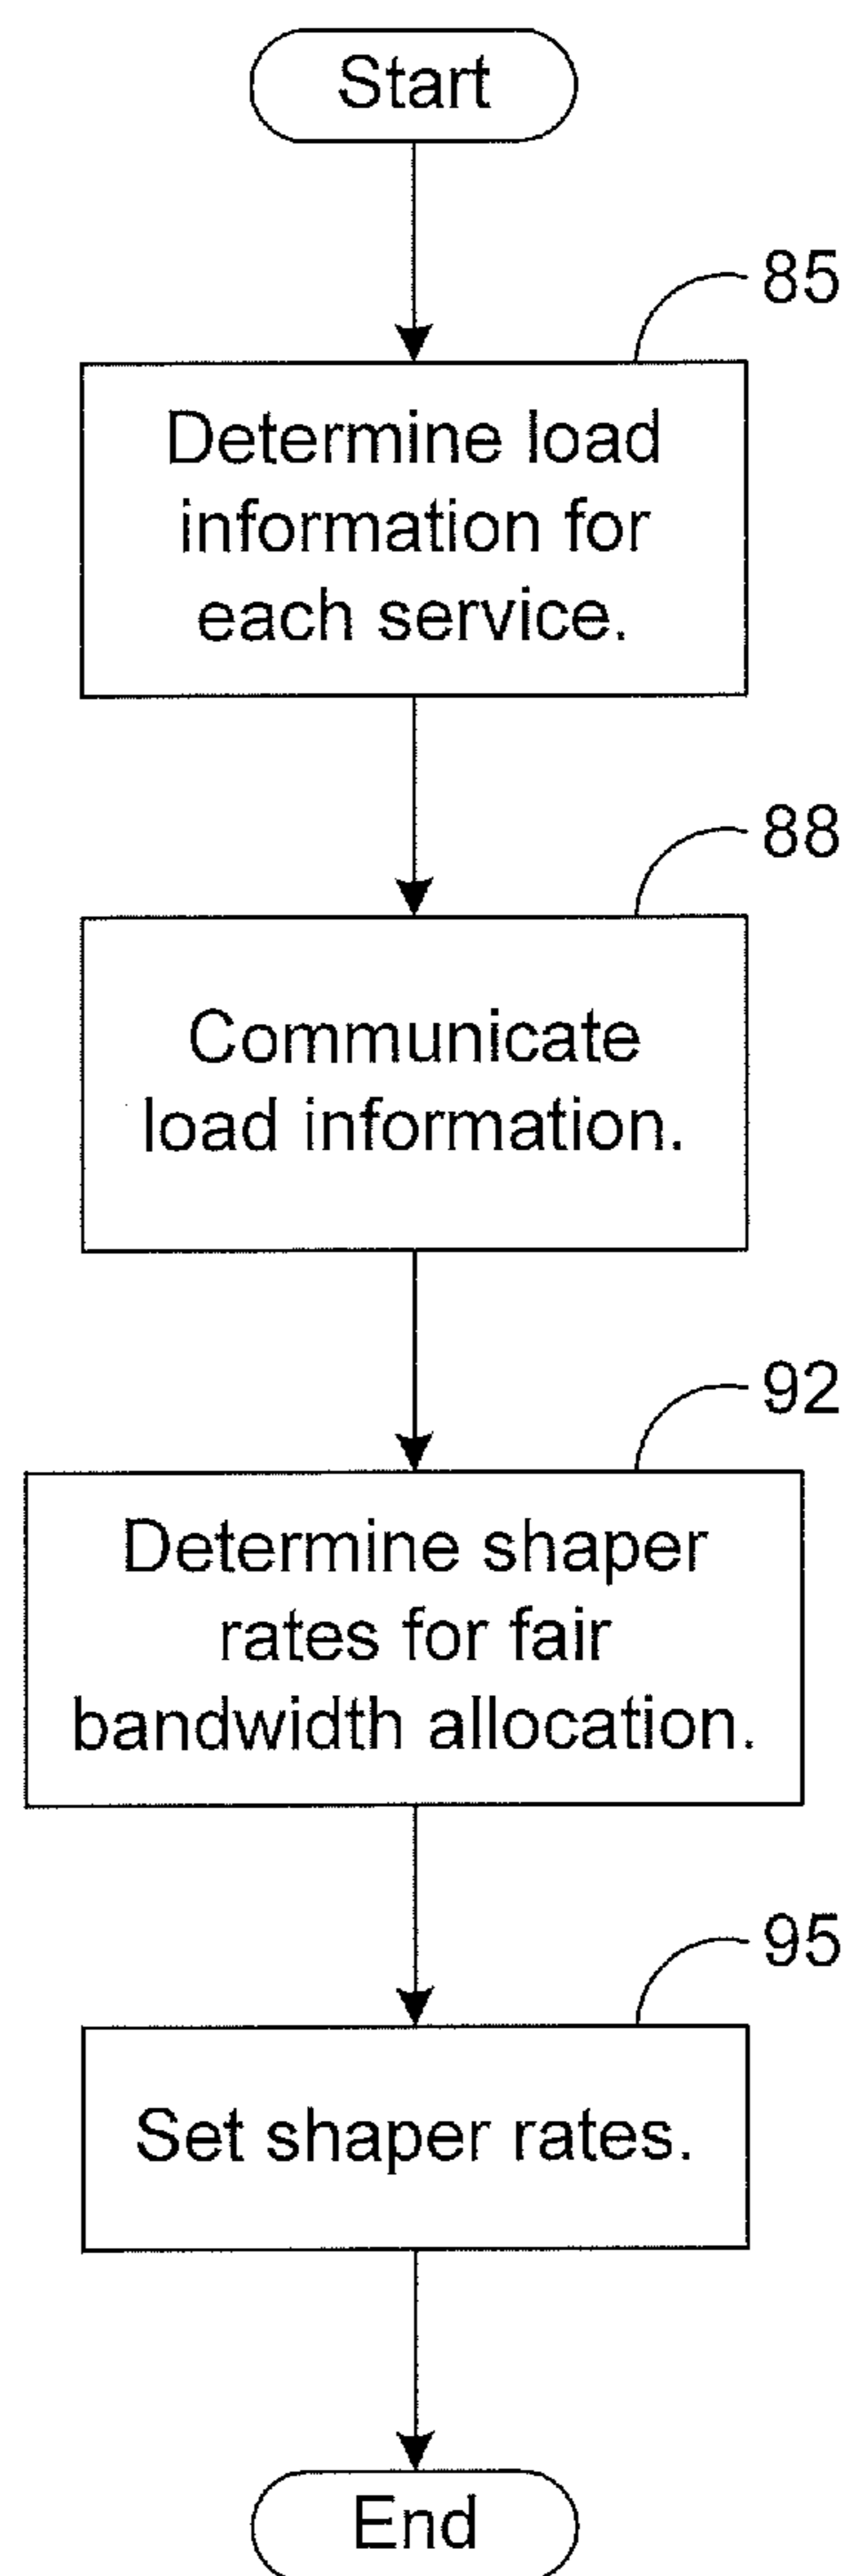 Start
85
Determine load
information for
each service.
88
Communicate
load information.
92
Determine shaper
rates for fair
bandwidth allocation.
95
Set shaper rates.
End